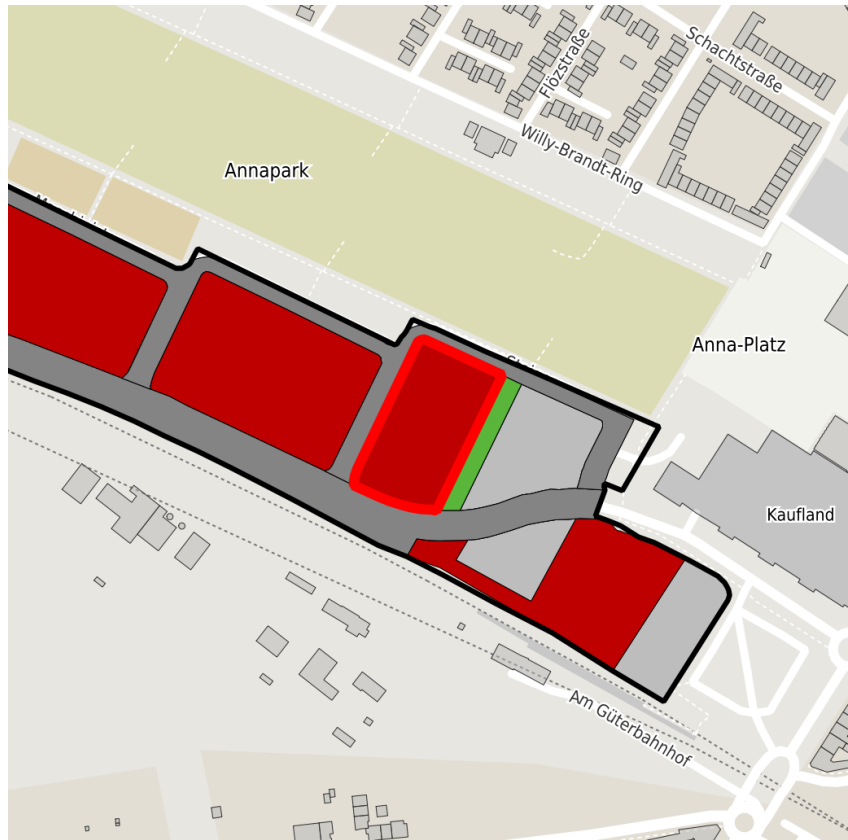 Schachtstraße
Flözstraße
Willy-Brandt-Ring
Annapark
Anna-Platz
Kaufland
Am Güterbahnhof